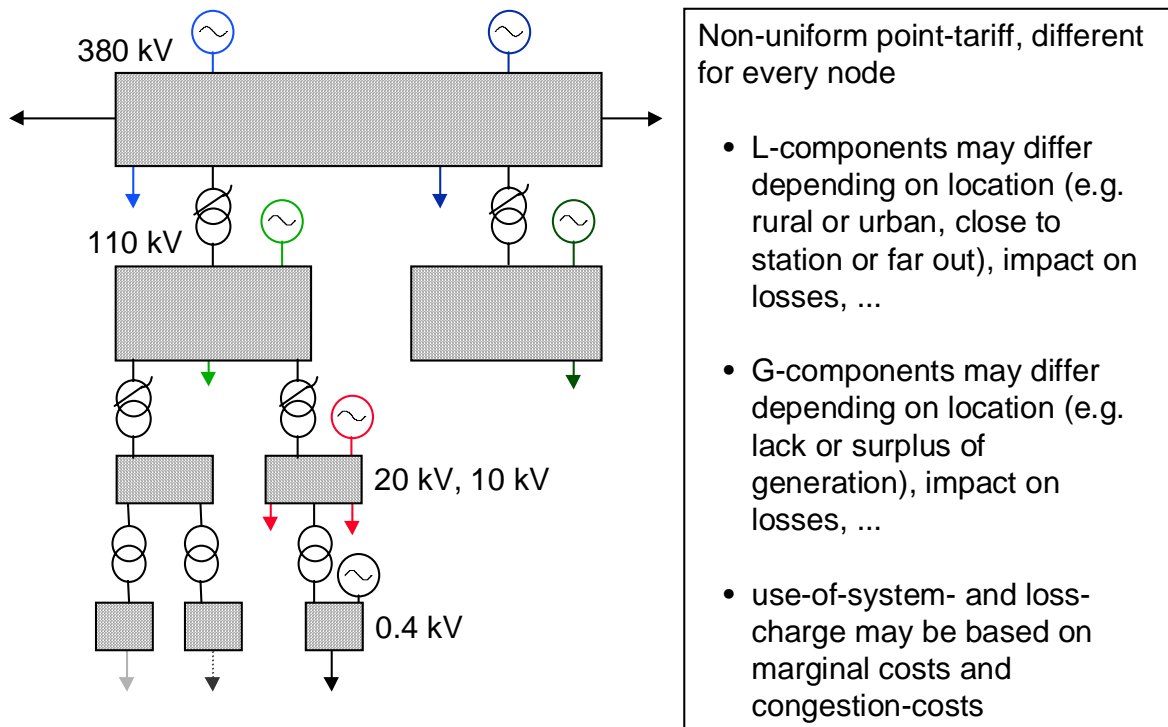 380 kV
110 kV
20 kV, 10 kV
0.4 kV
Non-uniform point-tariff, different
for every node
• L-components may differ
depending on location (e.g.
rural or urban, close to
station or far out), impact on
losses, ...
• G-components may differ
depending on location (e.g.
lack or surplus of
generation), impact on
losses, ...
• use-of-system- and loss-
charge may be based on
marginal costs and
congestion-costs